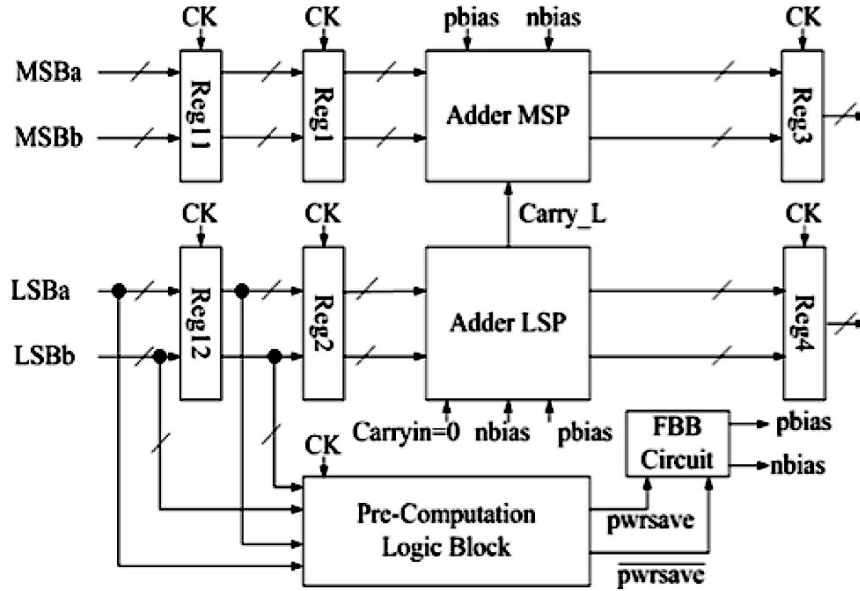 CK CK pbias nbias CK
MSBa
Reg11 Reg1 Adder MSP Reg3
MSBb
CK CK Carry_L CK
LSBa
Reg12 Reg2 Adder LSP Reg4
LSBb
Carryin=0 nbias pbias
FBB
Circuit
pbias
nbias
CK
Pre-Computation
Logic Block
pwrsave
p̅w̅r̅s̅a̅v̅e̅